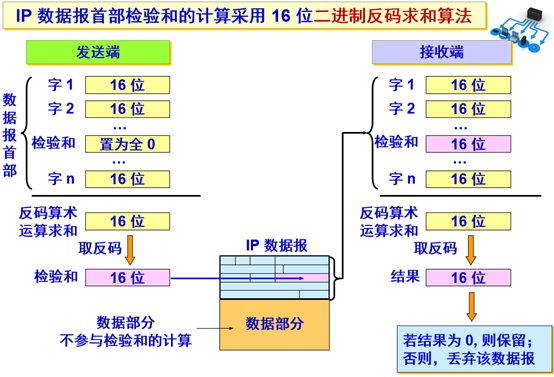 IP 数据报首部检验和的计算采用 16 位二进制反码求和算法
发送端
数据报首部
字 1
16 位
字 2
16 位
…
检验和
置为全 0
…
字 n
16 位
反码算术
运算求和
16 位
取反码
检验和
16 位
数据部分
不参与检验和的计算
IP 数据报
数据部分
接收端
字 1
16 位
字 2
16 位
…
检验和
16 位
…
字 n
16 位
反码算术
运算求和
16 位
取反码
结果
16 位
若结果为 0, 则保留；
否则，丢弃该数据报